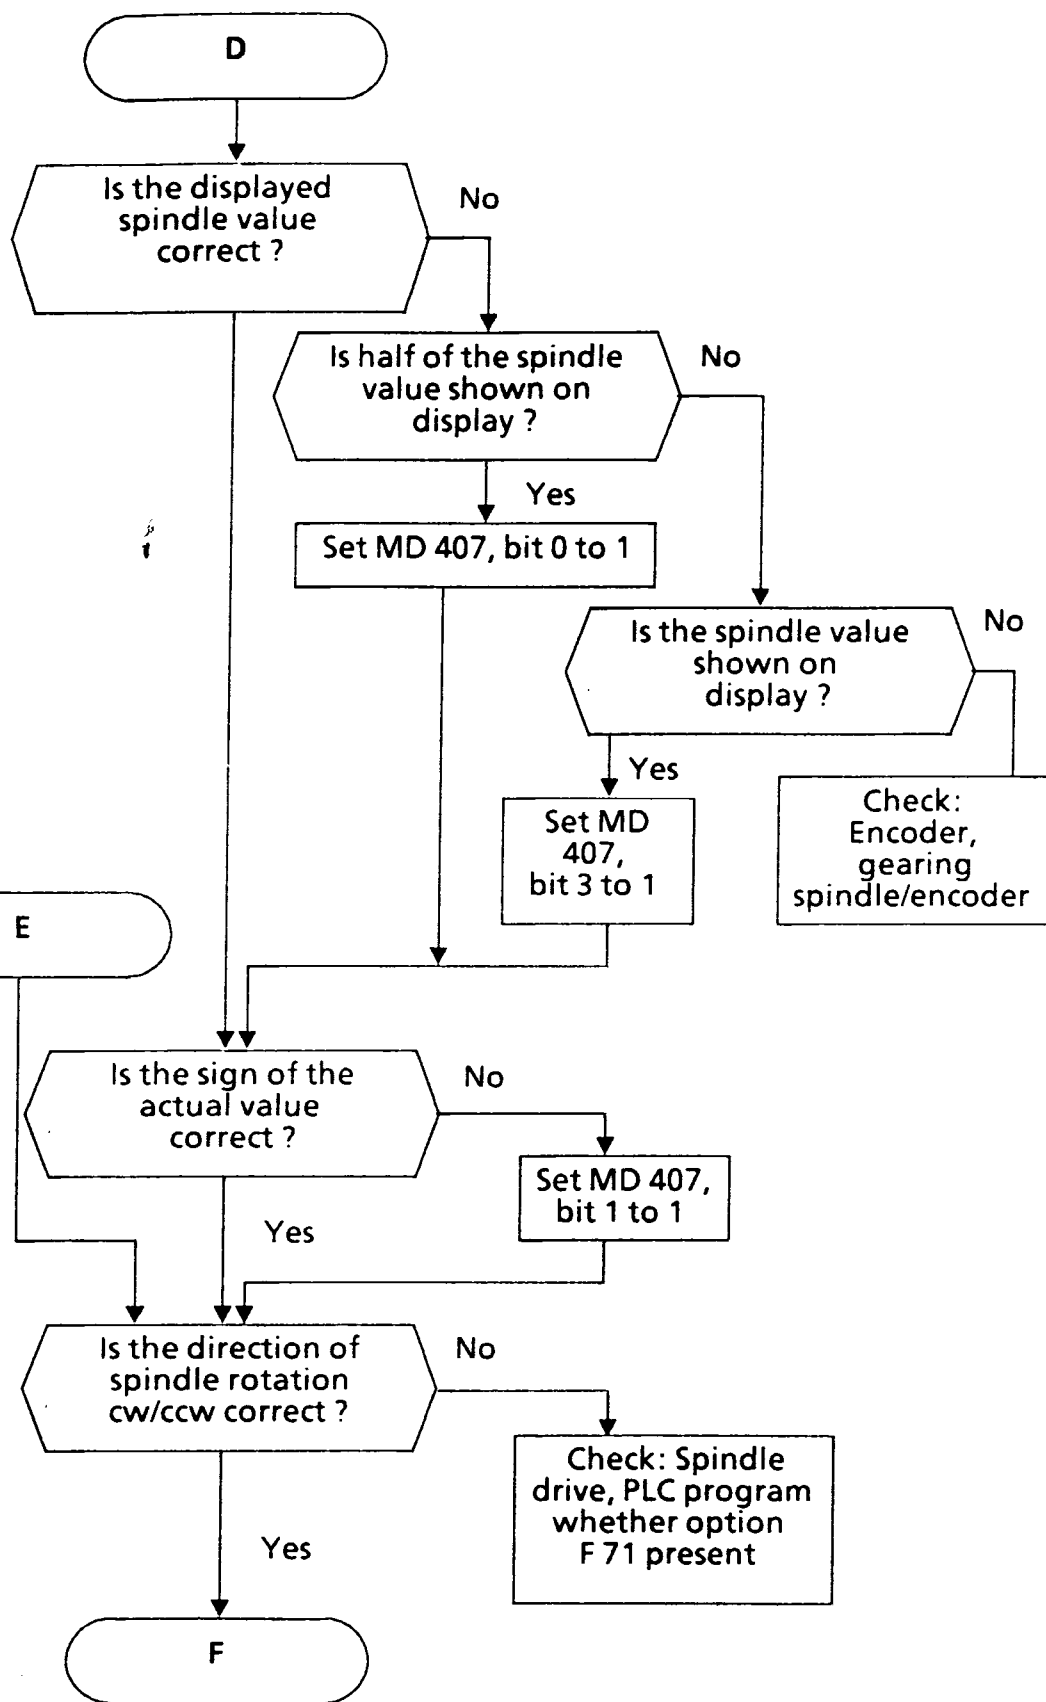 D
Is the displayed
spindle value
correct ?
No
Is half of the spindle
value shown on
display ?
No
Yes
Set MD 407, bit 0 to 1
Is the spindle value
shown on
display ?
No
Yes
Set MD
407,
bit 3 to 1
Check:
Encoder,
gearing
spindle/encoder
E
Is the sign of the
actual value
correct ?
No
Set MD 407,
bit 1 to 1
Yes
Is the direction of
spindle rotation
cw/ccw correct ?
No
Check: Spindle
drive, PLC program
whether option
F 71 present
Yes
F